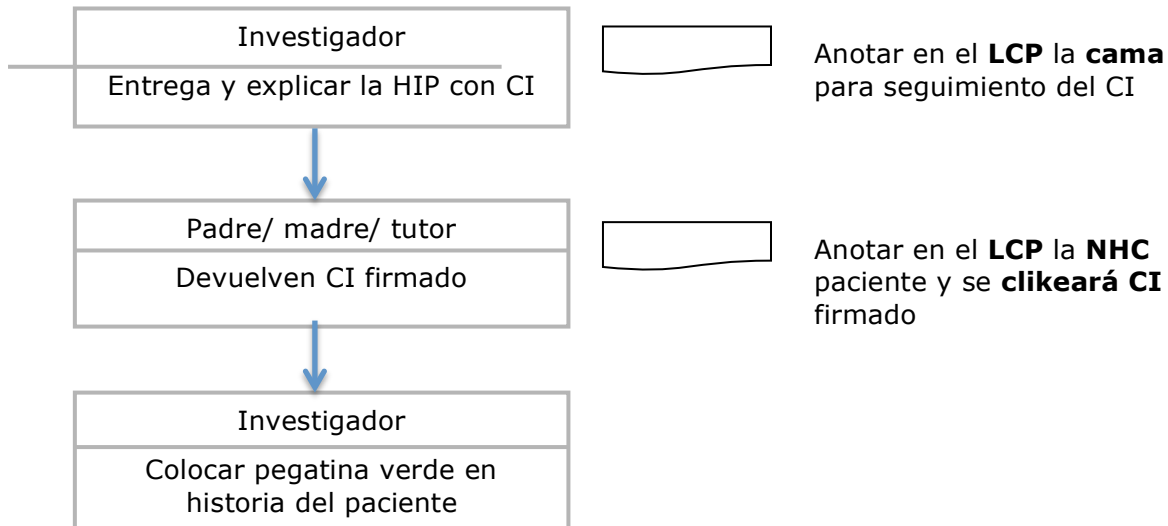 Investigador
Entrega y explicar la HIP con CI
Anotar en el LCP la cama
para seguimiento del CI
Padre/ madre/ tutor
Devuelven CI firmado
Anotar en el LCP la NHC
paciente y se clikeará CI
firmado
Investigador
Colocar pegatina verde en
historia del paciente